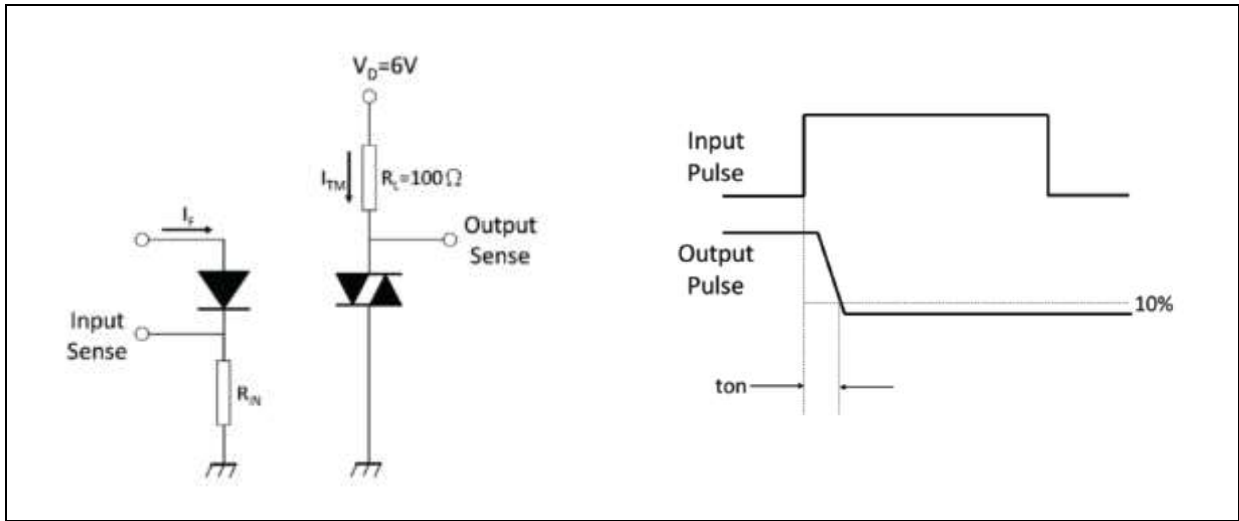 V_D=6V
I_TM
R_L=100Ω
Output
Sense
I_F
Input
Sense
R_IN
Input
Pulse
Output
Pulse
10%
ton